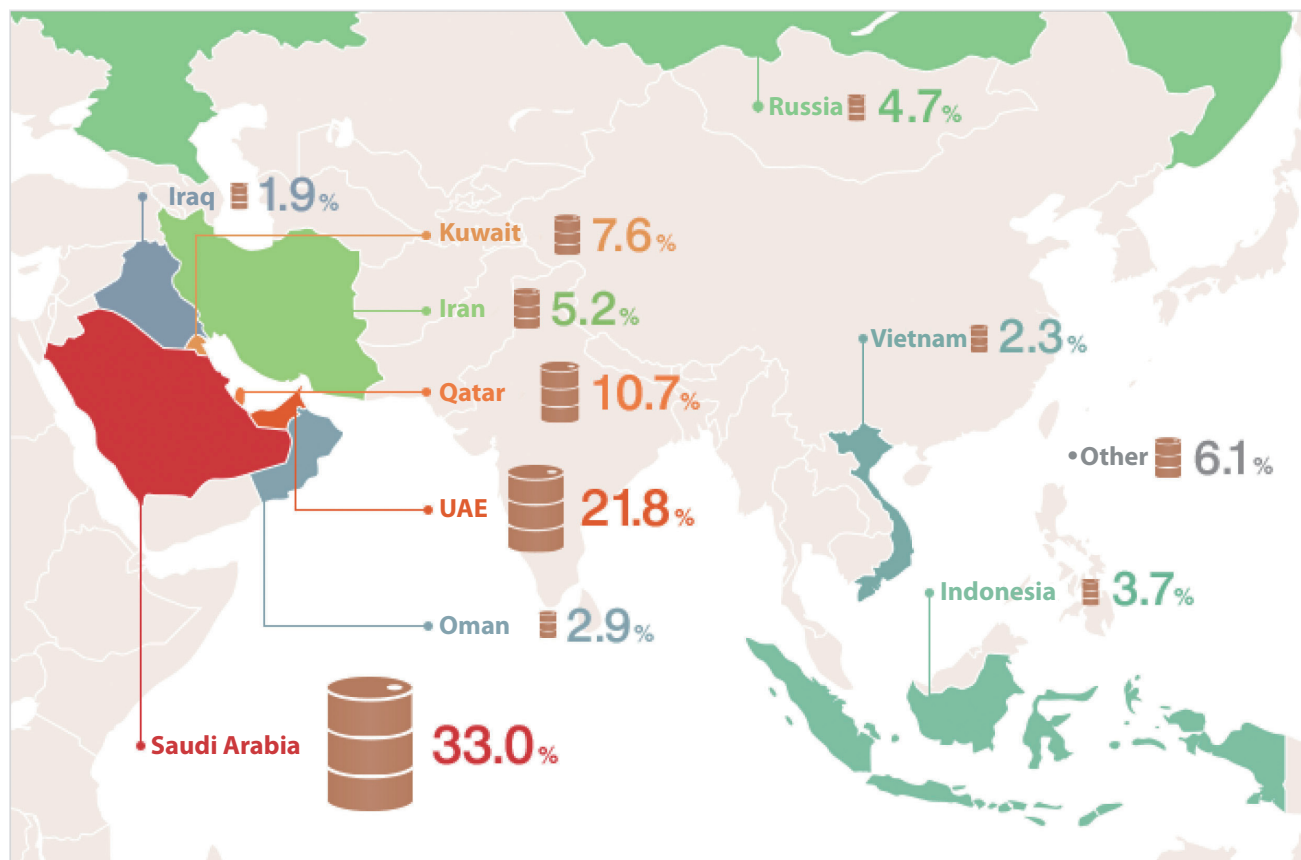 Russia 4.7%
Iraq 1.9%
Kuwait 7.6%
Iran 5.2%
Vietnam 2.3%
Qatar 10.7%
•Other 6.1%
UAE 21.8%
Indonesia 3.7%
Oman 2.9%
Saudi Arabia 33.0%